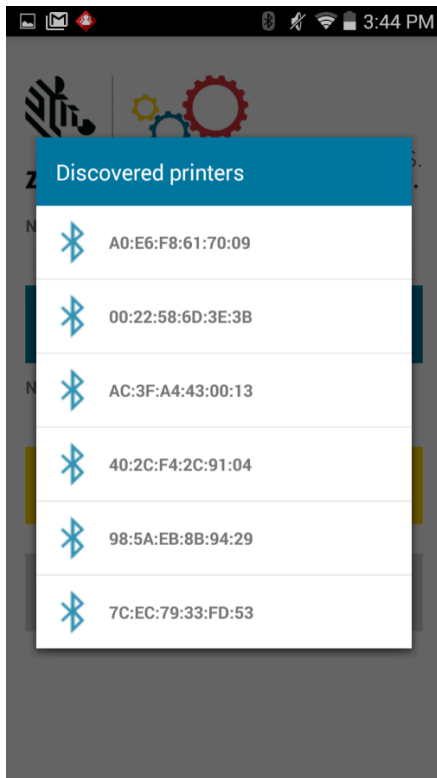 3:44 PM
Discovered printers
A0:E6:F8:61:70:09
00:22:58:6D:3E:3B
AC:3F:A4:43:00:13
40:2C:F4:2C:91:04
98:5A:EB:8B:94:29
7C:EC:79:33:FD:53